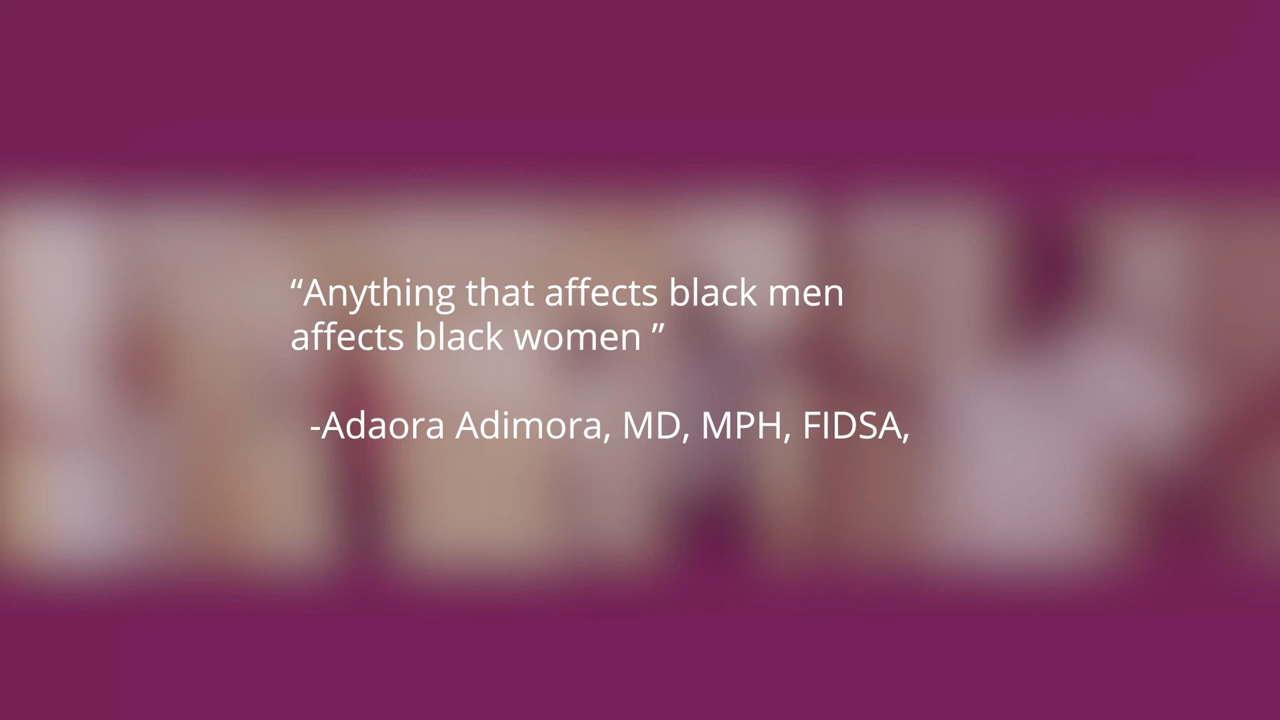 “Anything that affects black men
affects black women ”
-Adaora Adimora, MD, MPH, FIDSA,